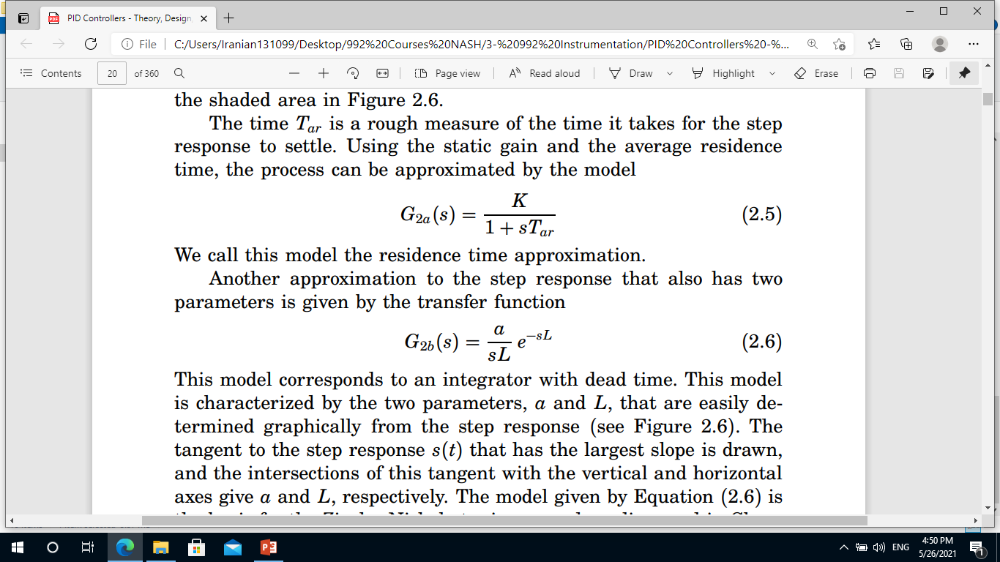 PID Controllers - Theory, Design,
File C:/Users/Iranian131099/Desktop/992%20Courses%20NASH/3-%20992%20Instrumentation/PID%20Controllers%20-%...
Contents 20 of 360 Page view Read aloud Draw Highlight Erase
the shaded area in Figure 2.6.
The time Tar is a rough measure of the time it takes for the step
response to settle. Using the static gain and the average residence
time, the process can be approximated by the model
G2a(s) = K / (1 + sTar) (2.5)
We call this model the residence time approximation.
Another approximation to the step response that also has two
parameters is given by the transfer function
G2b(s) = a / sL e^-sL (2.6)
This model corresponds to an integrator with dead time. This model
is characterized by the two parameters, a and L, that are easily de-
termined graphically from the step response (see Figure 2.6). The
tangent to the step response s(t) that has the largest slope is drawn,
and the intersections of this tangent with the vertical and horizontal
axes give a and L, respectively. The model given by Equation (2.6) is
ENG
4:50 PM
5/26/2021
1